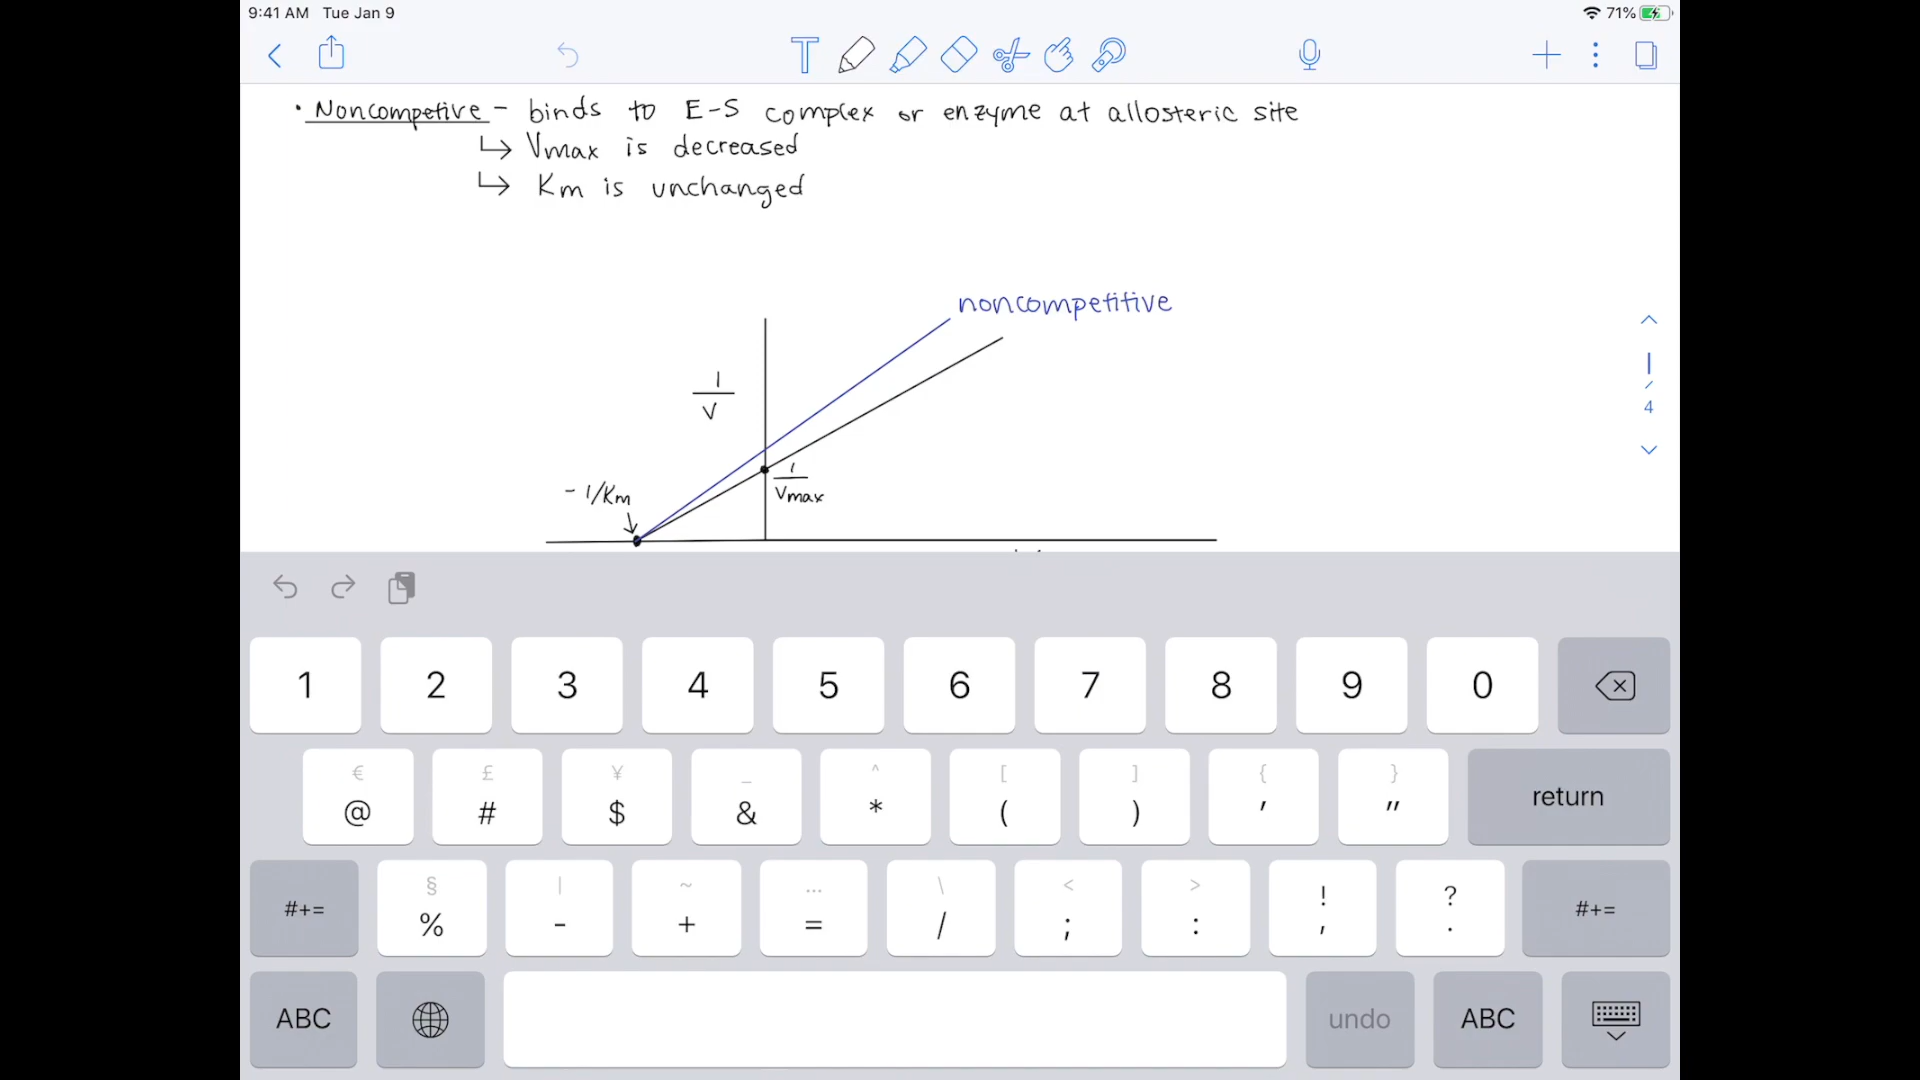 9:41 AM Tue Jan 9
71%
T
• Noncompetive - binds to E-S complex or enzyme at allosteric site
↳ Vmax is decreased
↳ Km is unchanged
noncompetitive
1
V
- 1/Km
1
Vmax
1
/
4
1 2 3 4 5 6 7 8 9 0
€ £ ¥ _ ^ [ ] { }
@ # $ & * ( ) ' "
return
§ | ~ … \ < > ! ?
#+= % - + = / ; : , . #+=
ABC undo ABC